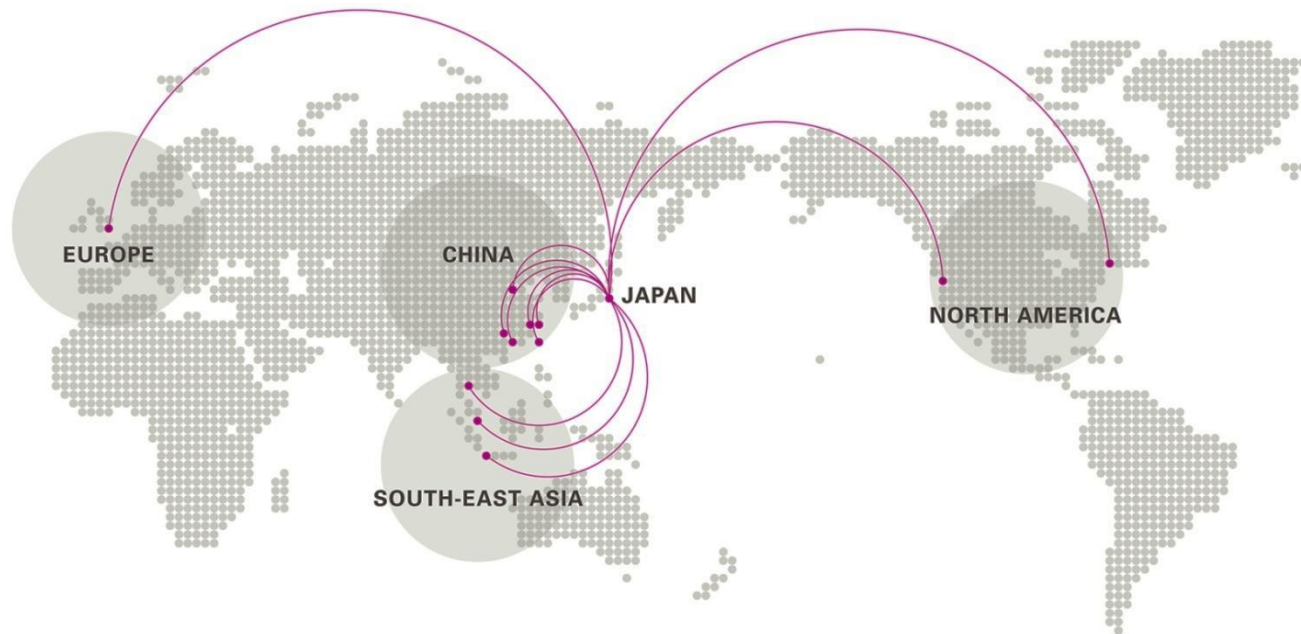 EUROPE
CHINA
JAPAN
NORTH AMERICA
SOUTH-EAST ASIA